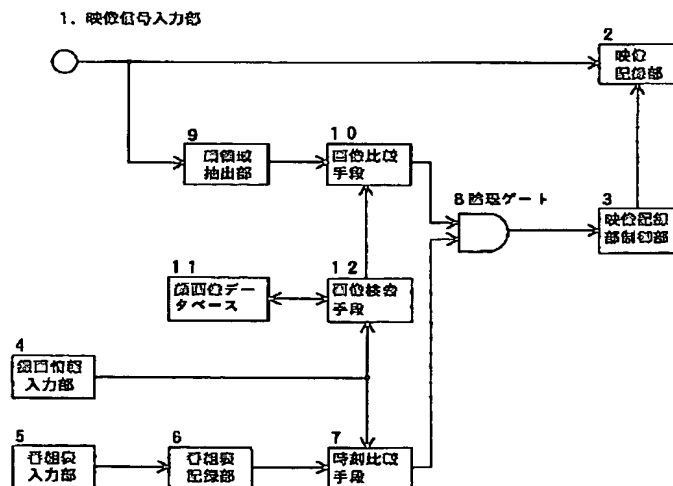 1. 映像信号入力部
2
映像
記録部
9
顔領域
抽出部
10
画像比較
手段
8 論理ゲート
3
映像記録
部制御部
11
顔画像デー
タベース
12
画像検索
手段
4
録画情報
入力部
5
番組表
入力部
6
番組表
記録部
7
時刻比較
手段